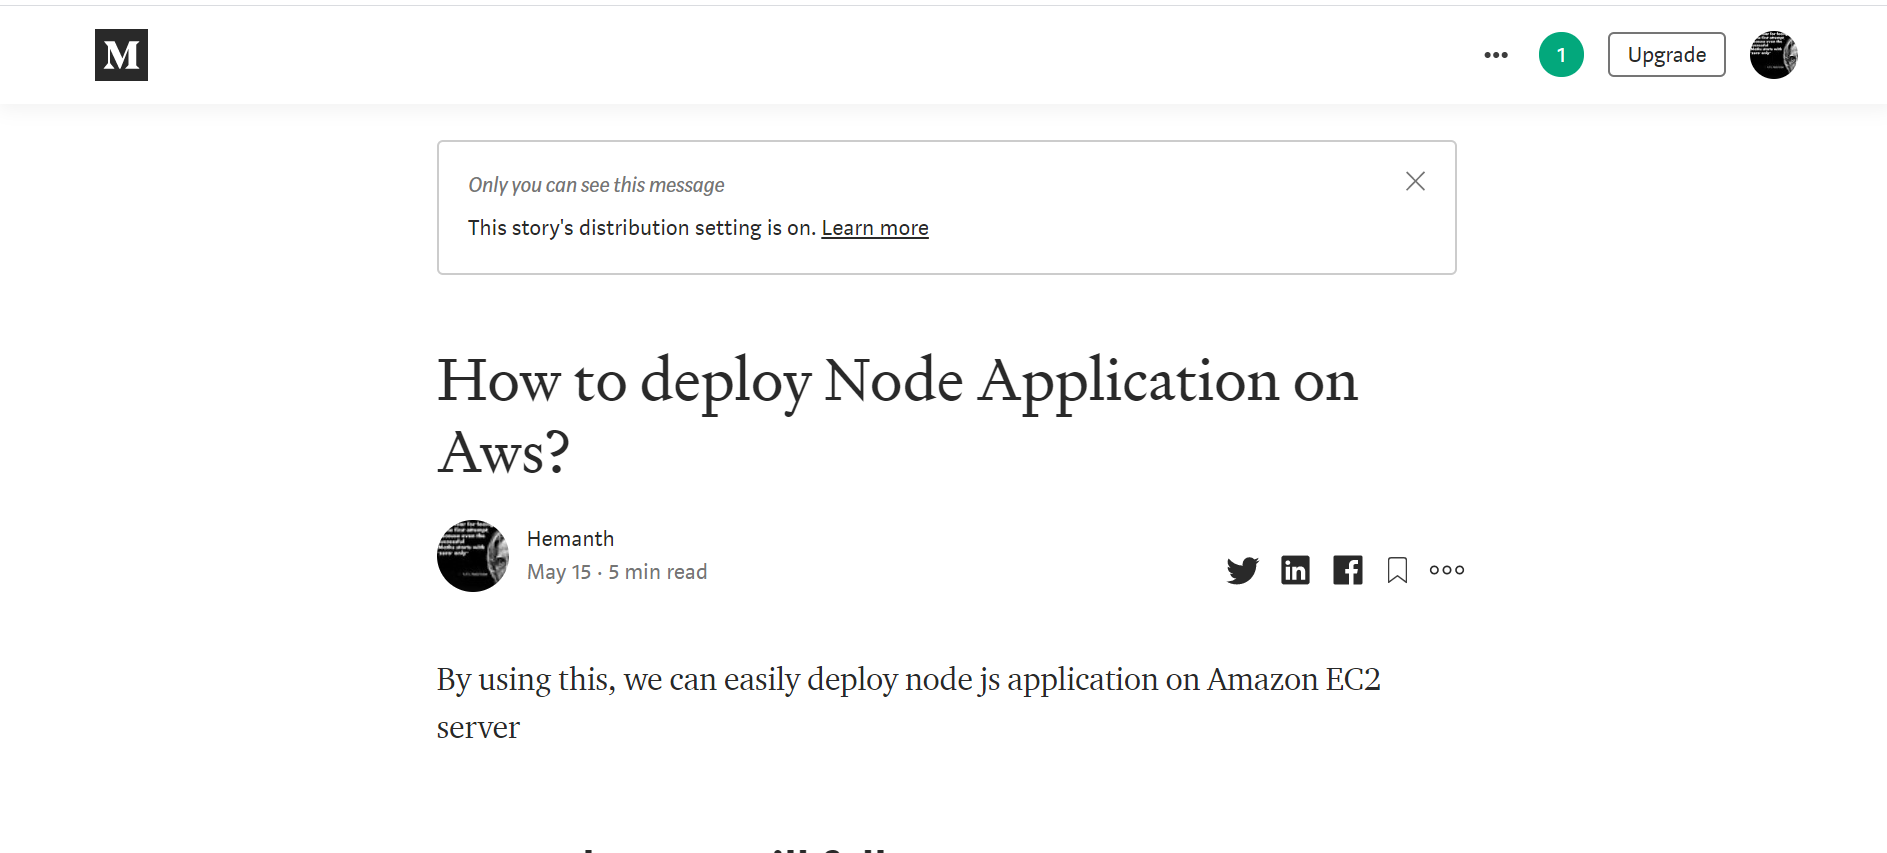 M
1
Upgrade
Only you can see this message
This story's distribution setting is on. Learn more
How to deploy Node Application on
Aws?
Hemanth
May 15 · 5 min read
in
By using this, we can easily deploy node js application on Amazon EC2
server